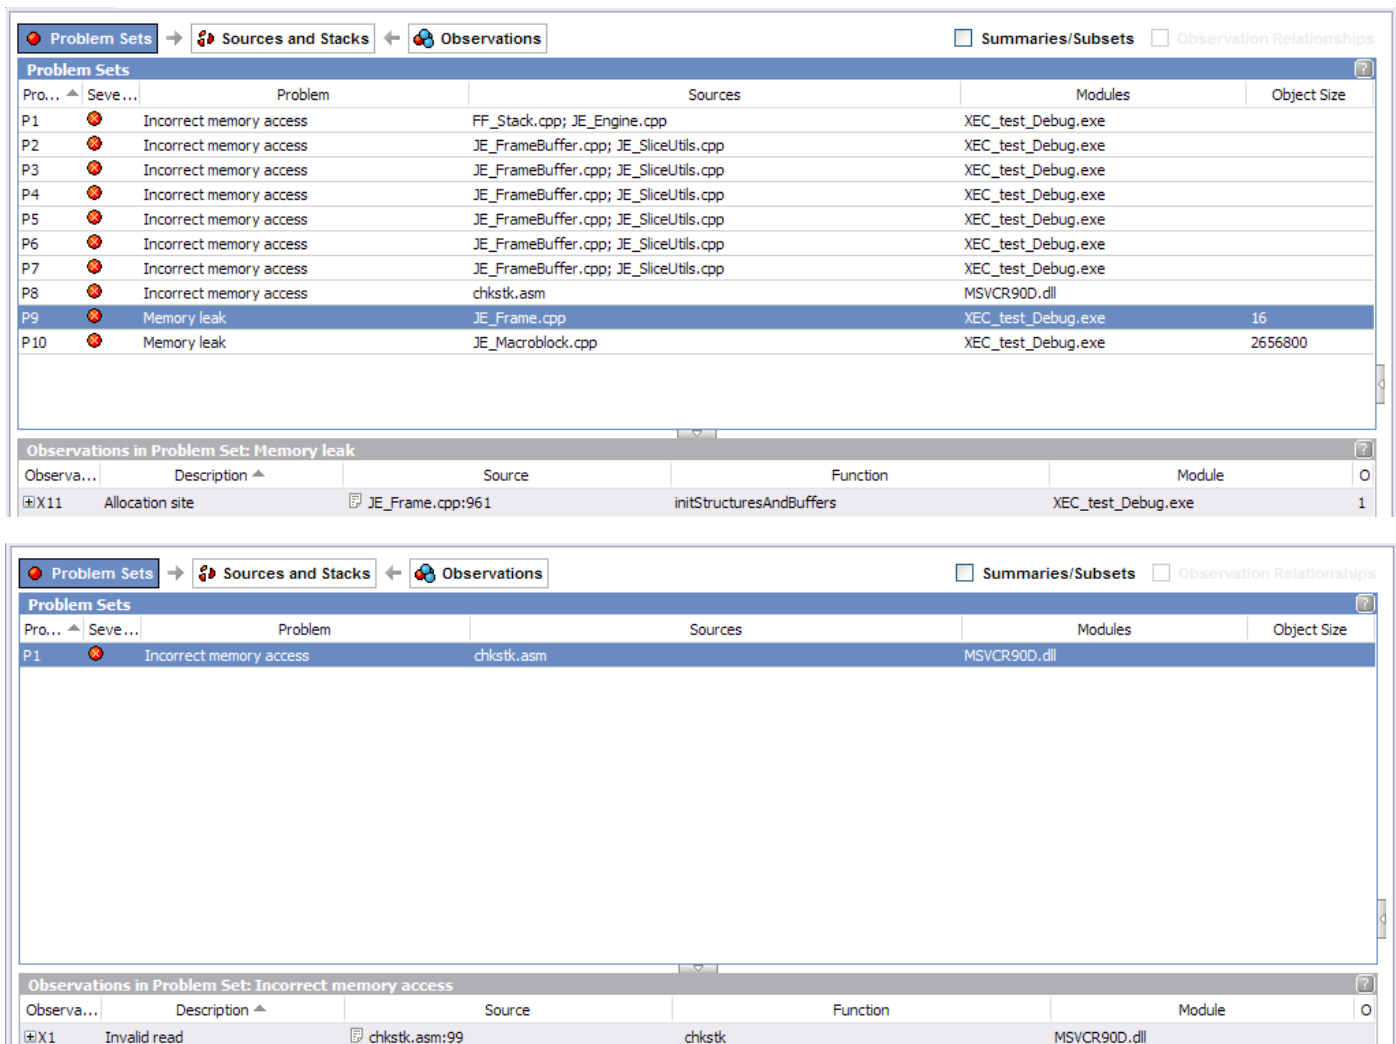 Problem Sets Sources and Stacks Observations Summaries/Subsets Observation Relationships
Problem Sets ?
Pro... Seve... Problem Sources Modules Object Size
P1 Incorrect memory access FF_Stack.cpp; JE_Engine.cpp XEC_test_Debug.exe
P2 Incorrect memory access JE_FrameBuffer.cpp; JE_SliceUtils.cpp XEC_test_Debug.exe
P3 Incorrect memory access JE_FrameBuffer.cpp; JE_SliceUtils.cpp XEC_test_Debug.exe
P4 Incorrect memory access JE_FrameBuffer.cpp; JE_SliceUtils.cpp XEC_test_Debug.exe
P5 Incorrect memory access JE_FrameBuffer.cpp; JE_SliceUtils.cpp XEC_test_Debug.exe
P6 Incorrect memory access JE_FrameBuffer.cpp; JE_SliceUtils.cpp XEC_test_Debug.exe
P7 Incorrect memory access JE_FrameBuffer.cpp; JE_SliceUtils.cpp XEC_test_Debug.exe
P8 Incorrect memory access chkstk.asm MSVCR90D.dll
P9 Memory leak JE_Frame.cpp XEC_test_Debug.exe 16
P10 Memory leak JE_Macroblock.cpp XEC_test_Debug.exe 2656800
Observations in Problem Set: Memory leak ?
Observa... Description Source Function Module O
X11 Allocation site JE_Frame.cpp:961 initStructuresAndBuffers XEC_test_Debug.exe 1
Problem Sets Sources and Stacks Observations Summaries/Subsets Observation Relationships
Problem Sets ?
Pro... Seve... Problem Sources Modules Object Size
P1 Incorrect memory access chkstk.asm MSVCR90D.dll
Observations in Problem Set: Incorrect memory access ?
Observa... Description Source Function Module O
X1 Invalid read chkstk.asm:99 chkstk MSVCR90D.dll